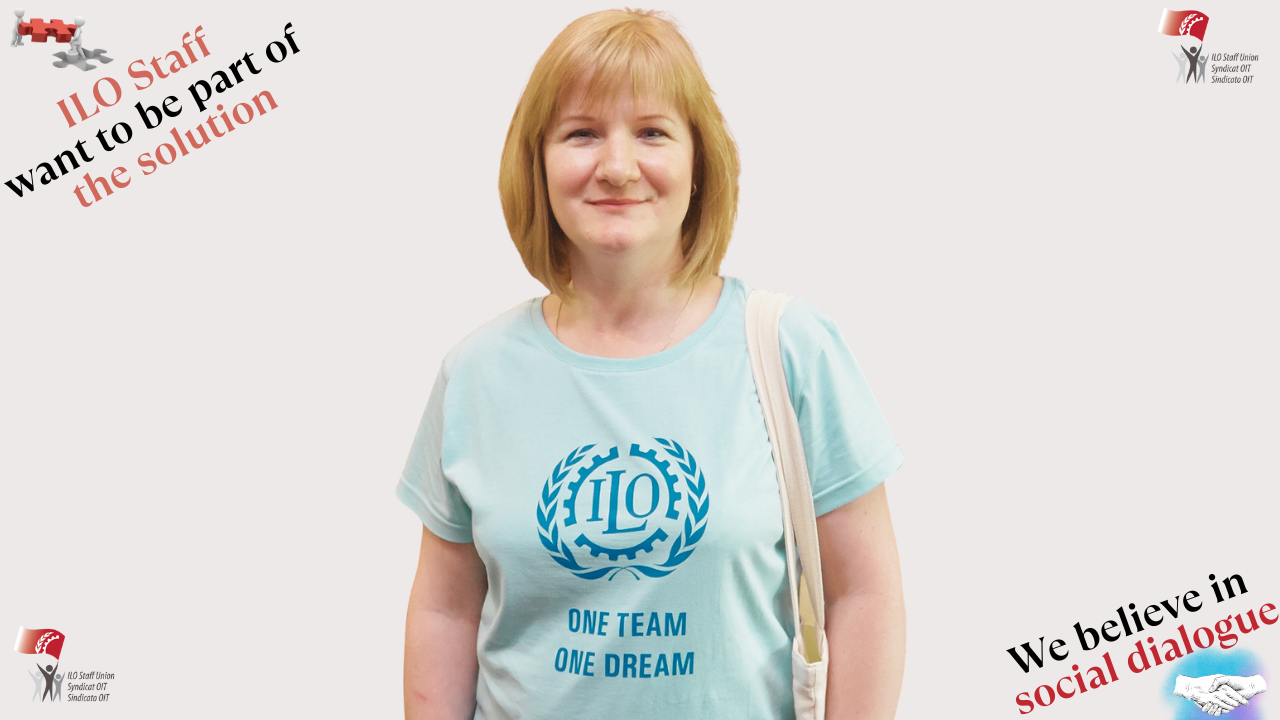 ILO Staff
want to be part of
the solution
ILO Staff Union
Syndicat OIT
Sindicato OIT
ILO
ONE TEAM
ONE DREAM
ILO Staff Union
Syndicat OIT
Sindicato OIT
We believe in
social dialogue